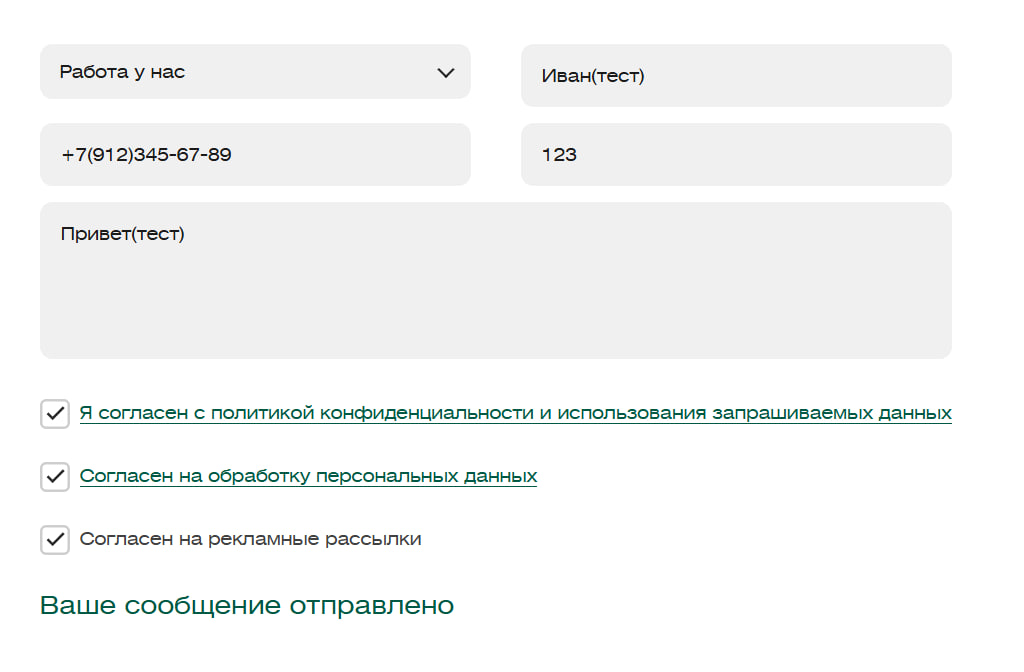 Работа у нас
Иван(тест)
+7(912)345-67-89
123
Привет(тест)
Я согласен с политикой конфиденциальности и использования запрашиваемых данных
Согласен на обработку персональных данных
Согласен на рекламные рассылки
Ваше сообщение отправлено